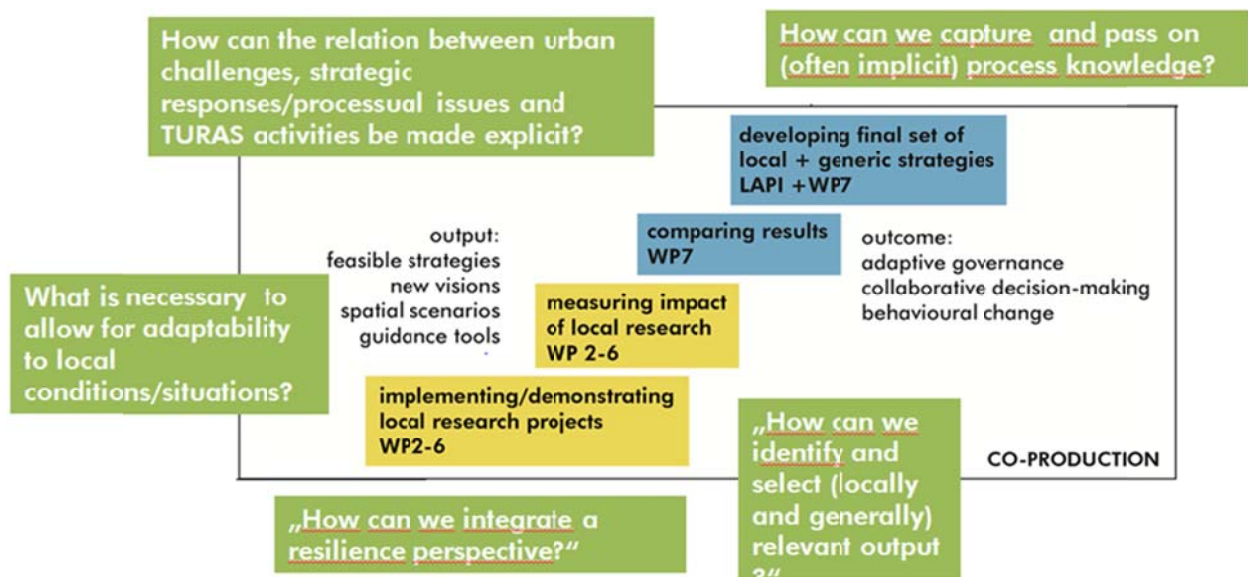 How can the relation between urban
challenges, strategic
responses/processual issues and
TURAS activities be made explicit?
How can we capture and pass on
(often implicit) process knowledge?
developing final set of
local + generic strategies
LAPI + WP7
comparing results
WP7
output:
feasible strategies
new visions
spatial scenarios
guidance tools
outcome:
adaptive governance
collaborative decision-making
behavioural change
What is necessary to
allow for adaptability
to local
conditions/situations?
measuring impact
of local research
WP 2-6
implementing/demonstrating
local research projects
WP2-6
„How can we
identify and
select (locally
and generally)
relevant output
?“
CO-PRODUCTION
„How can we integrate a
resilience perspective?“